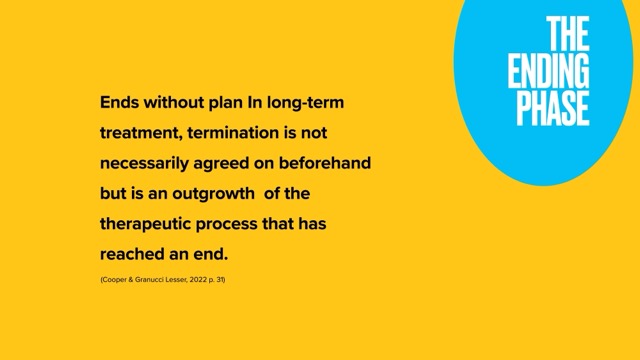 THE
ENDING
PHASE
Ends without plan In long-term
treatment, termination is not
necessarily agreed on beforehand
but is an outgrowth  of the
therapeutic process that has
reached an end.
(Cooper & Granucci Lesser, 2022 p. 31)